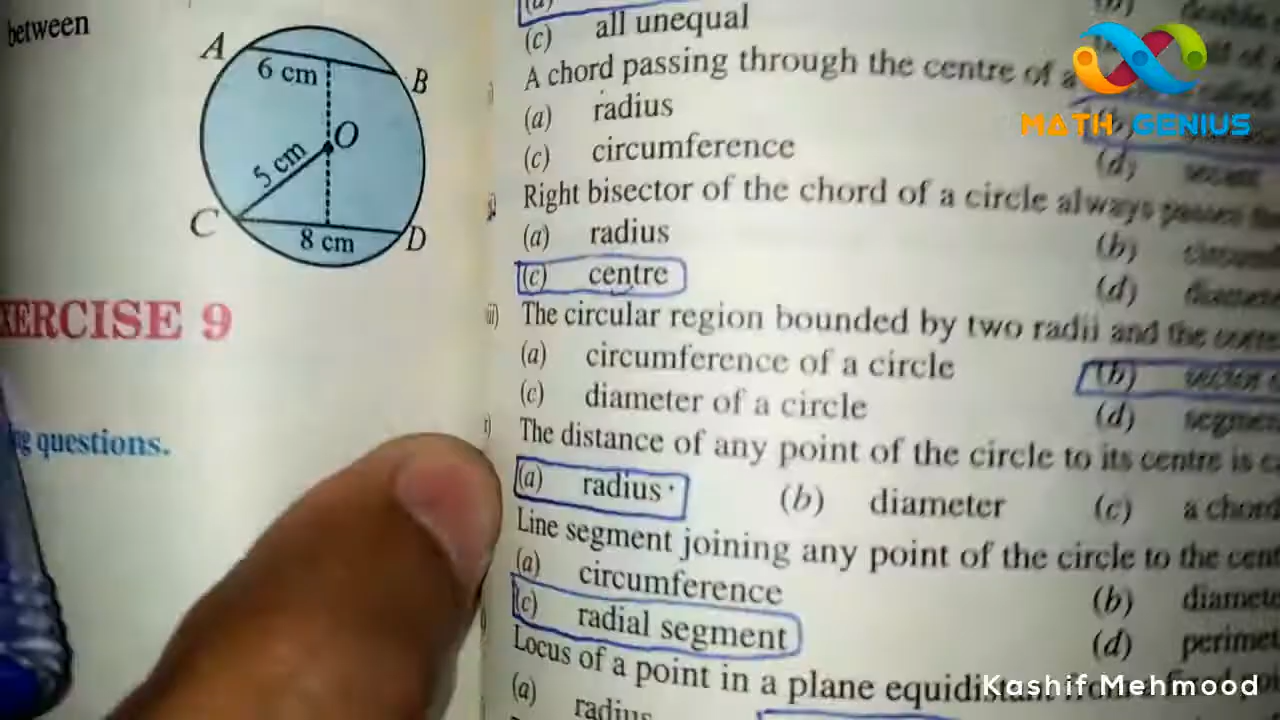 between
A
6 cm
B
O
5 cm
C
8 cm
D
EXERCISE 9
questions.
(c) all unequal
A chord passing through the centre of a
(a) radius
(c) circumference
(d)
Right bisector of the chord of a circle always passes
(a) radius (b)
(c) centre (d)
The circular region bounded by two radii and the
(a) circumference of a circle (b) sector
(c) diameter of a circle (d)
The distance of any point of the circle to its centre is
(a) radius (b) diameter (c) a chord
Line segment joining any point of the circle to the
(a) circumference (b)
(c) radial segment (d)
Locus of a point in a plane
(a) radius
MATH GENIUS
Kashif Mehmood